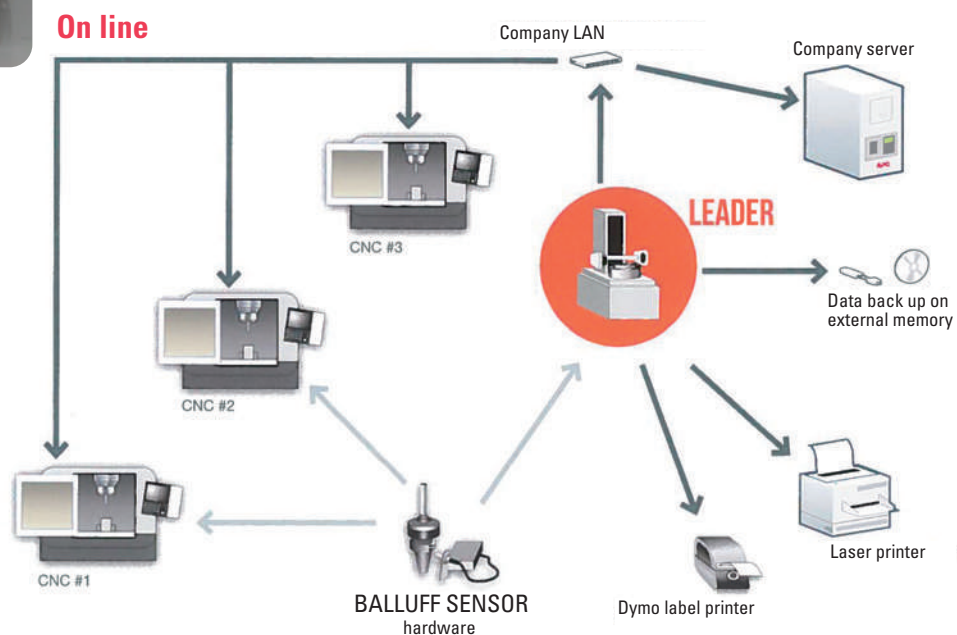 On line
Company LAN
Company server
CNC #3
LEADER
Data back up on
external memory
CNC #2
CNC #1
BALLUFF SENSOR
hardware
Dymo label printer
Laser printer